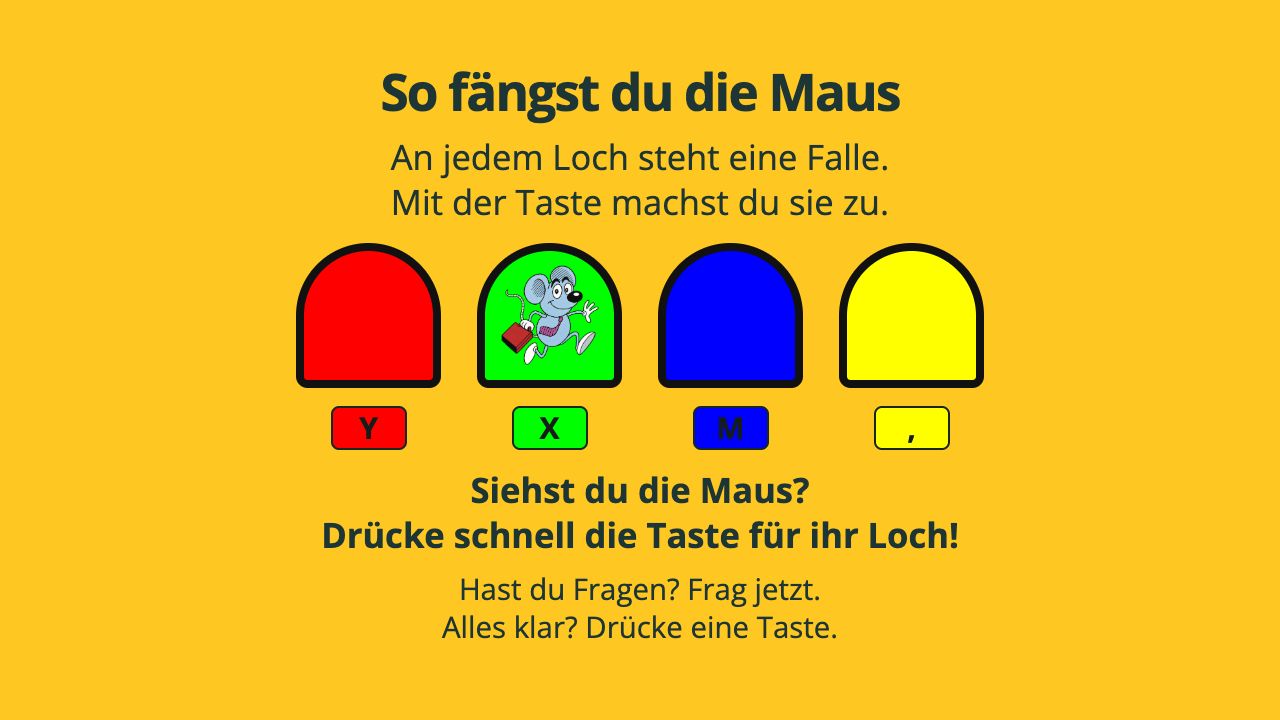 So fängst du die Maus
An jedem Loch steht eine Falle.
Mit der Taste machst du sie zu.
Y X M ,
Siehst du die Maus?
Drücke schnell die Taste für ihr Loch!
Hast du Fragen? Frag jetzt.
Alles klar? Drücke eine Taste.